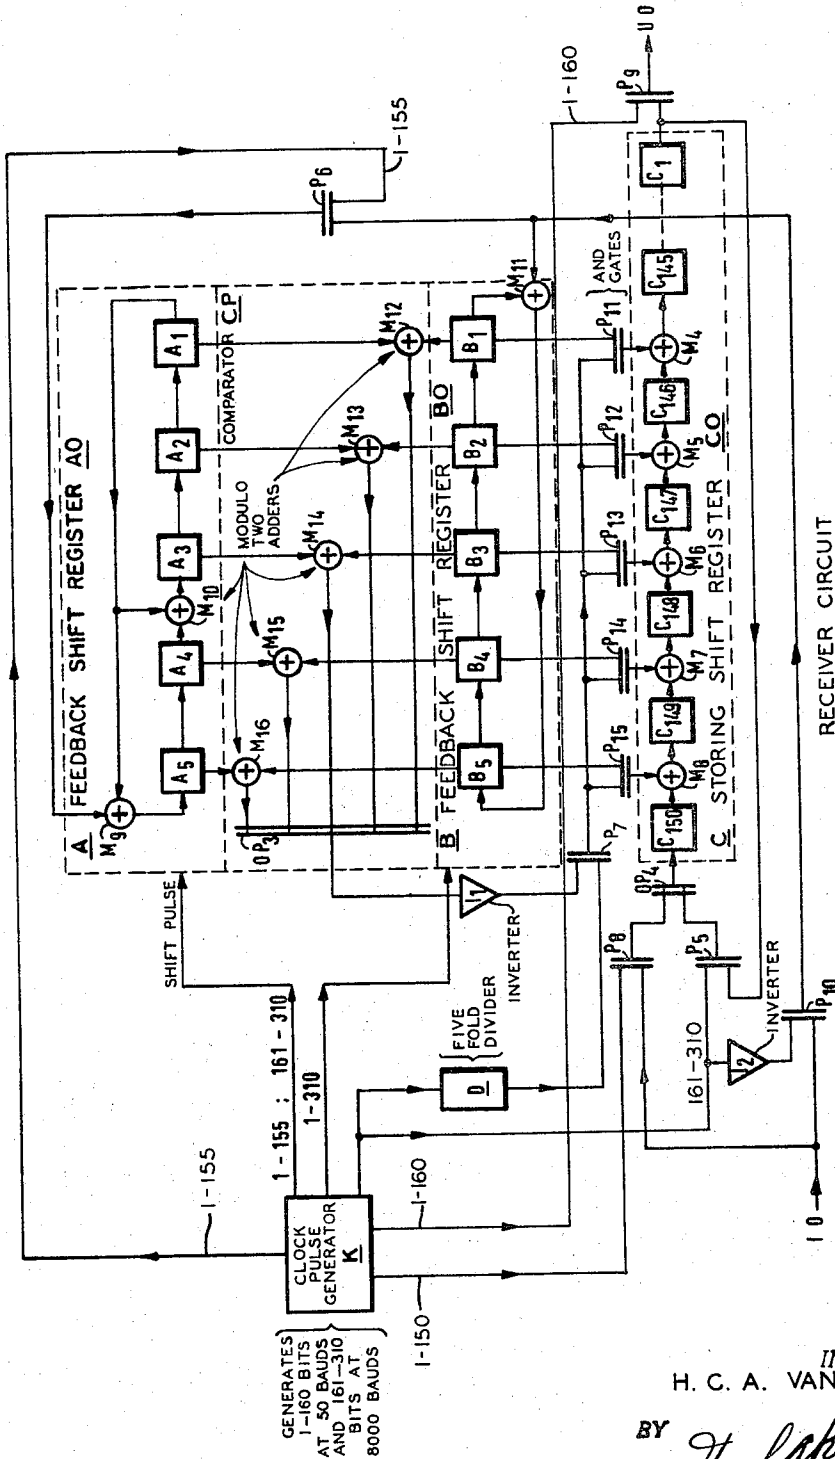 A FEEDBACK SHIFT REGISTER AO
M9
A5
A4
M10
A3
A2
A1
P6
1-155
COMPARATOR CP
MODULO
TWO
ADDERS
M16
M15
M14
M13
M12
OP3
B FEEDBACK SHIFT REGISTER BO
B5
B4
B3
B2
B1
M11
SHIFT PULSE
1-155 ; 161-310
1-310
1-155
CLOCK
PULSE
GENERATOR
K
GENERATES
1-160 BITS
AT 50 BAUDS
AND 161-310
BITS AT
8000 BAUDS
1-150
1-160
D
FIVE
FOLD
DIVIDER
I1
INVERTER
P7
P15
P14
P13
P12
P11
AND
GATES
1-160
P8
P5
OP4
C150
M8
C149
M7
C148
M6
C147
M5
C146
M4
C145
C1
P9
UO
C STORING SHIFT REGISTER CO
161-310
I2
INVERTER
P10
IO
RECEIVER CIRCUIT
H. C. A. VAN
BY